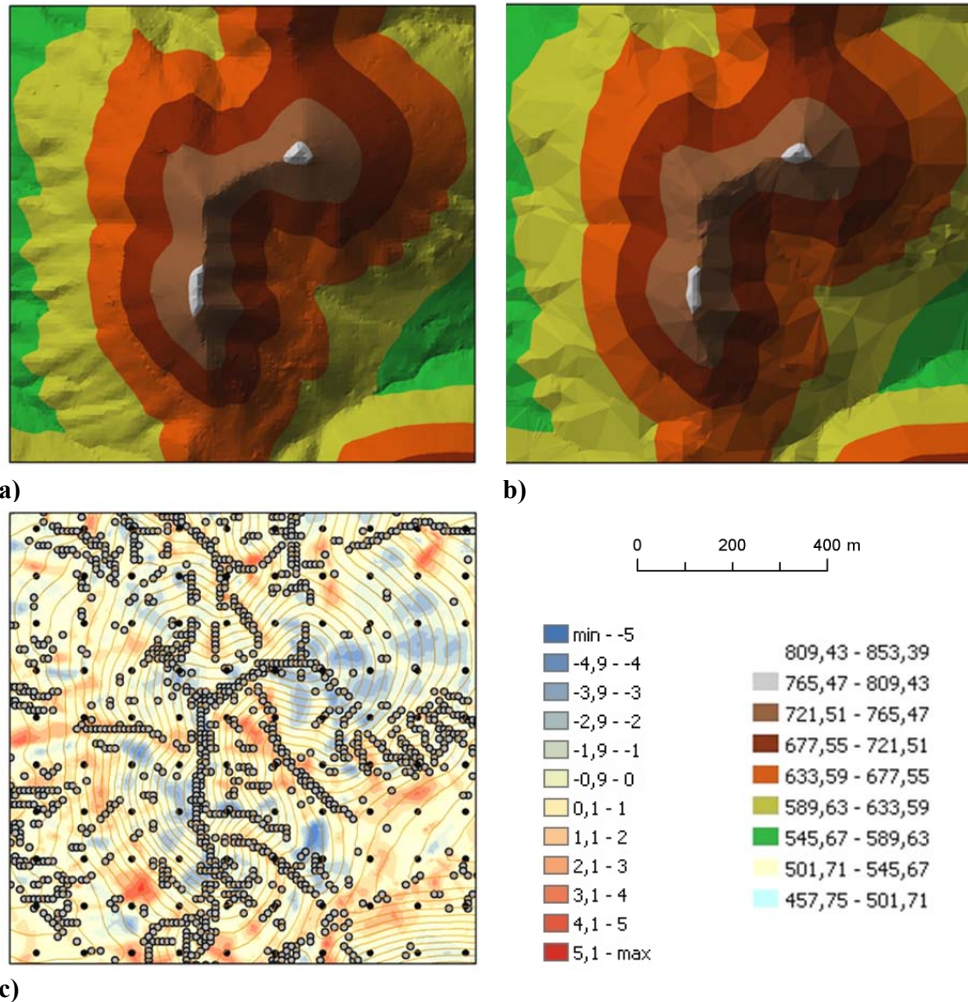 a)
b)
0 200 400 m
min - -5
-4,9 - -4
-3,9 - -3
-2,9 - -2
-1,9 - -1
-0,9 - 0
0,1 - 1
1,1 - 2
2,1 - 3
3,1 - 4
4,1 - 5
5,1 - max
809,43 - 853,39
765,47 - 809,43
721,51 - 765,47
677,55 - 721,51
633,59 - 677,55
589,63 - 633,59
545,67 - 589,63
501,71 - 545,67
457,75 - 501,71
c)